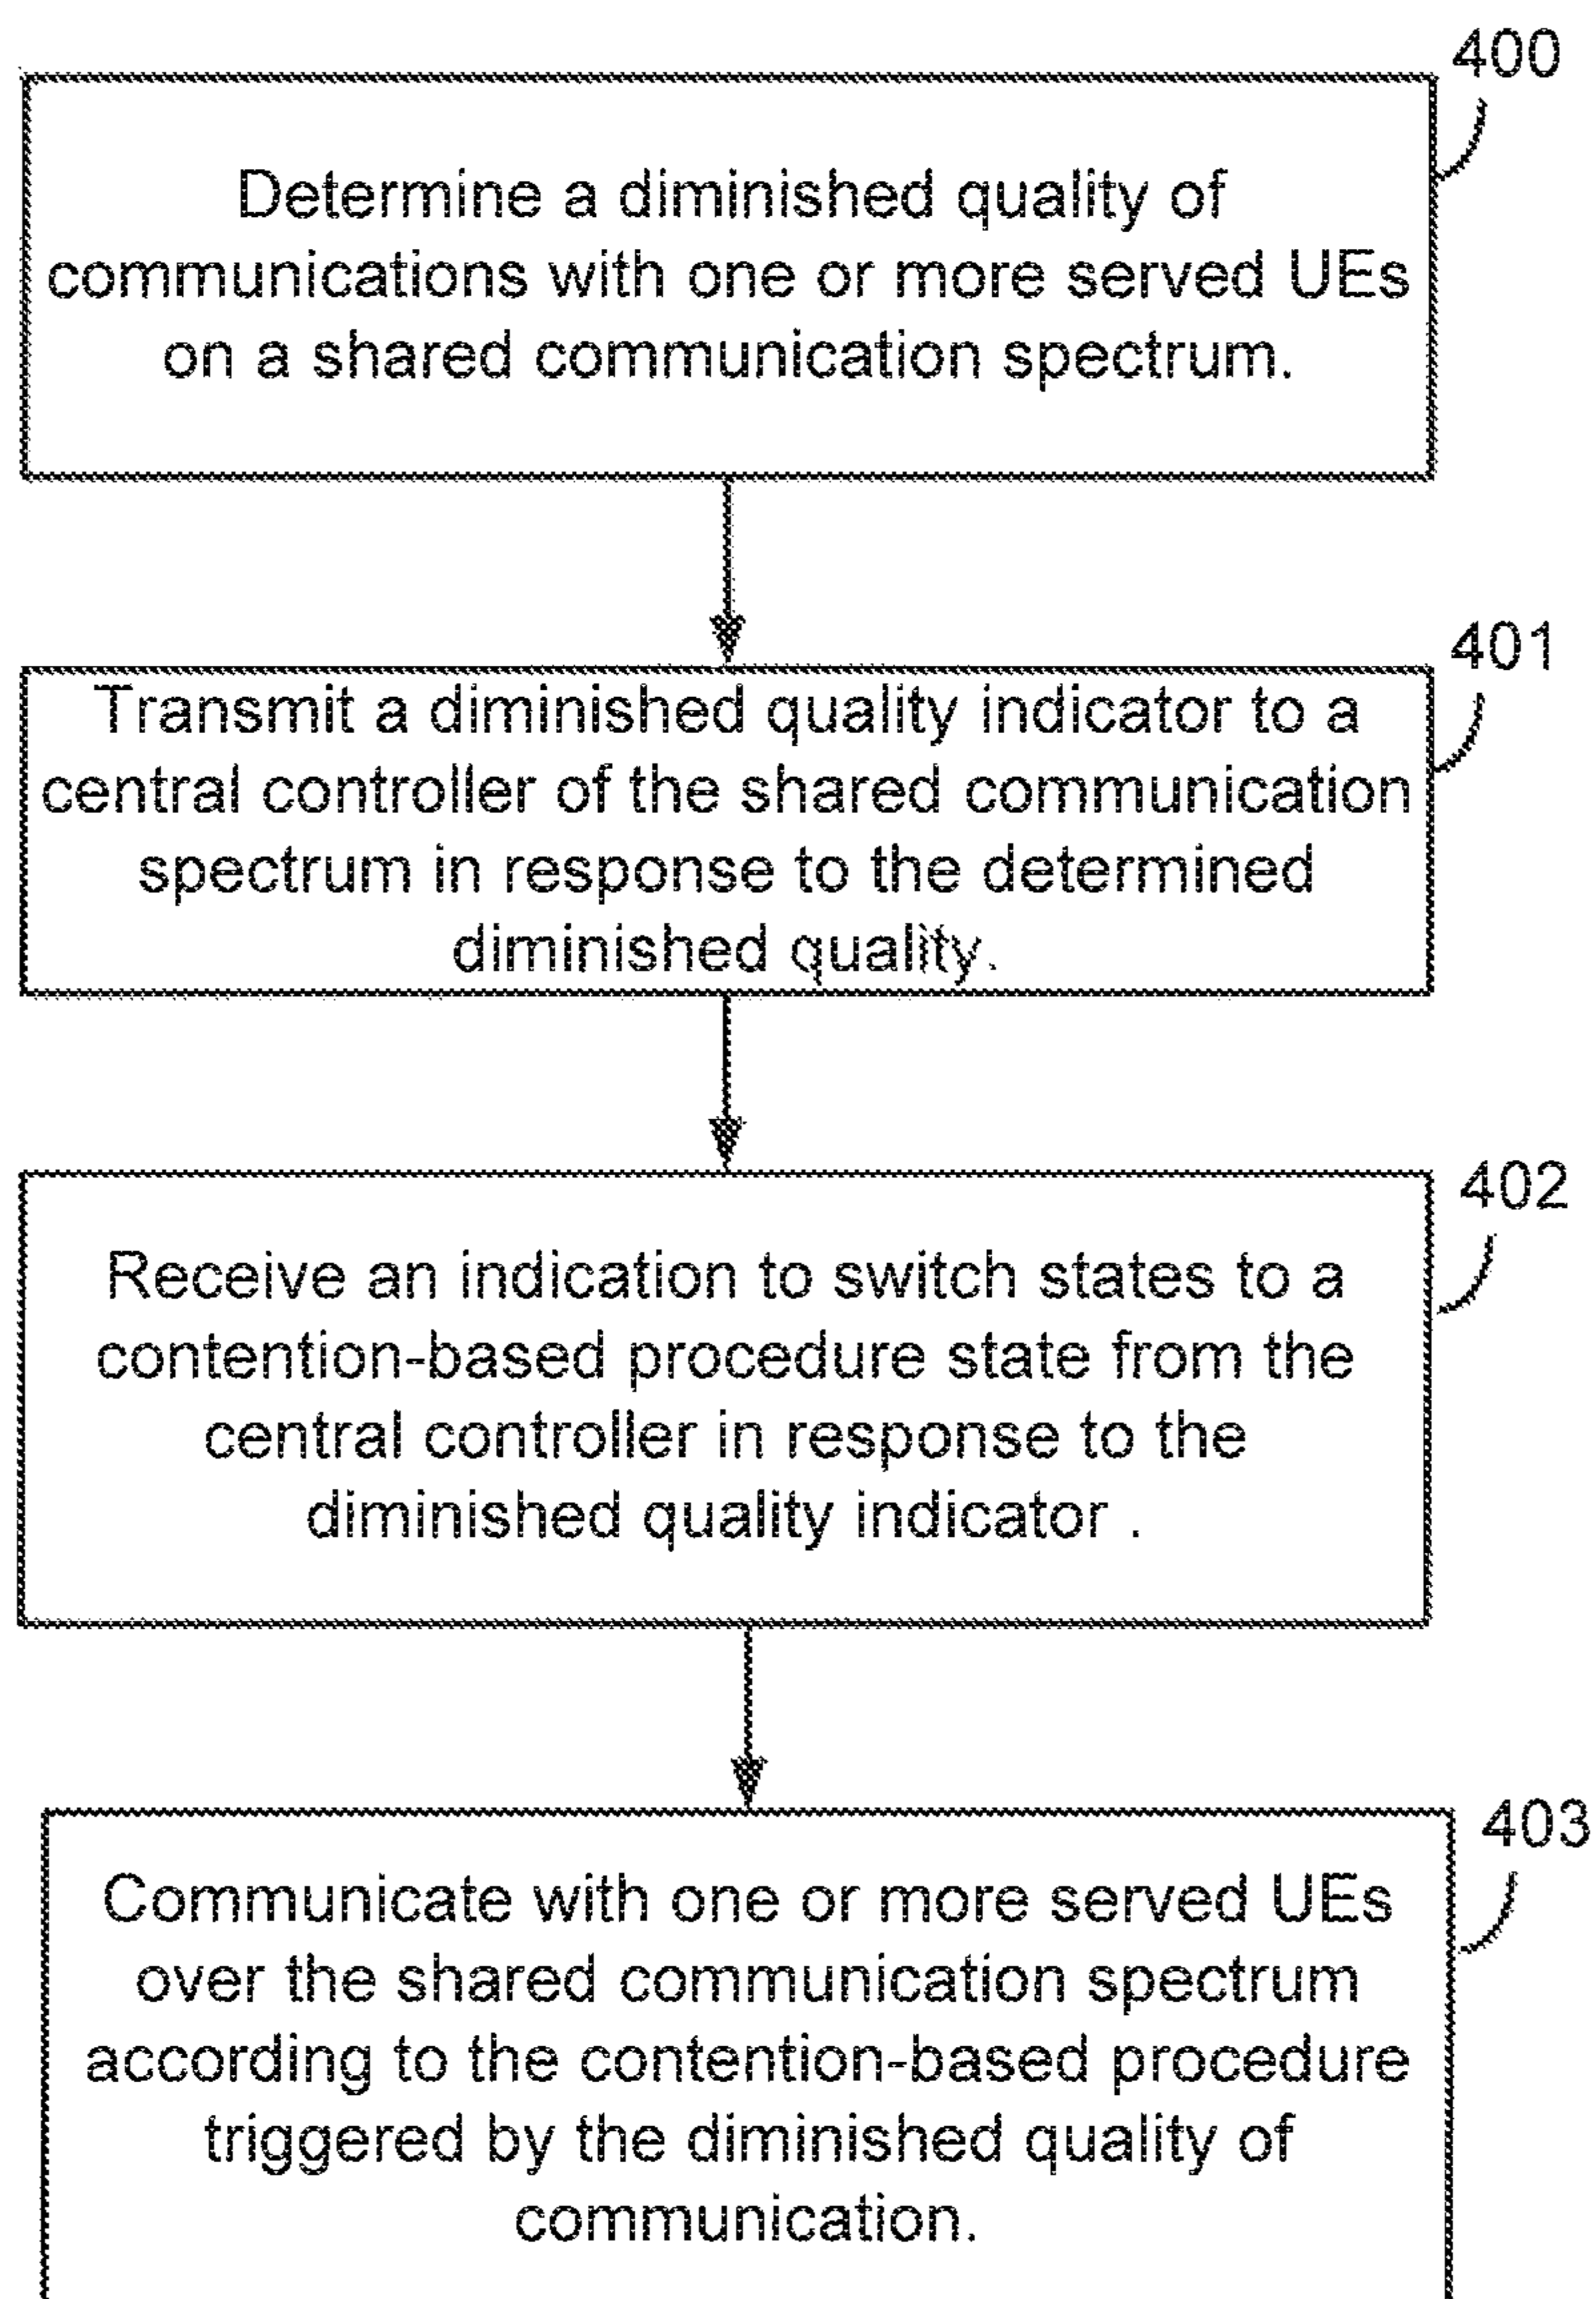 400
Determine a diminished quality of
communications with one or more served UEs
on a shared communication spectrum.
401
Transmit a diminished quality indicator to a
central controller of the shared communication
spectrum in response to the determined
diminished quality.
402
Receive an indication to switch states to a
contention-based procedure state from the
central controller in response to the
diminished quality indicator .
403
Communicate with one or more served UEs
over the shared communication spectrum
according to the contention-based procedure
triggered by the diminished quality of
communication.